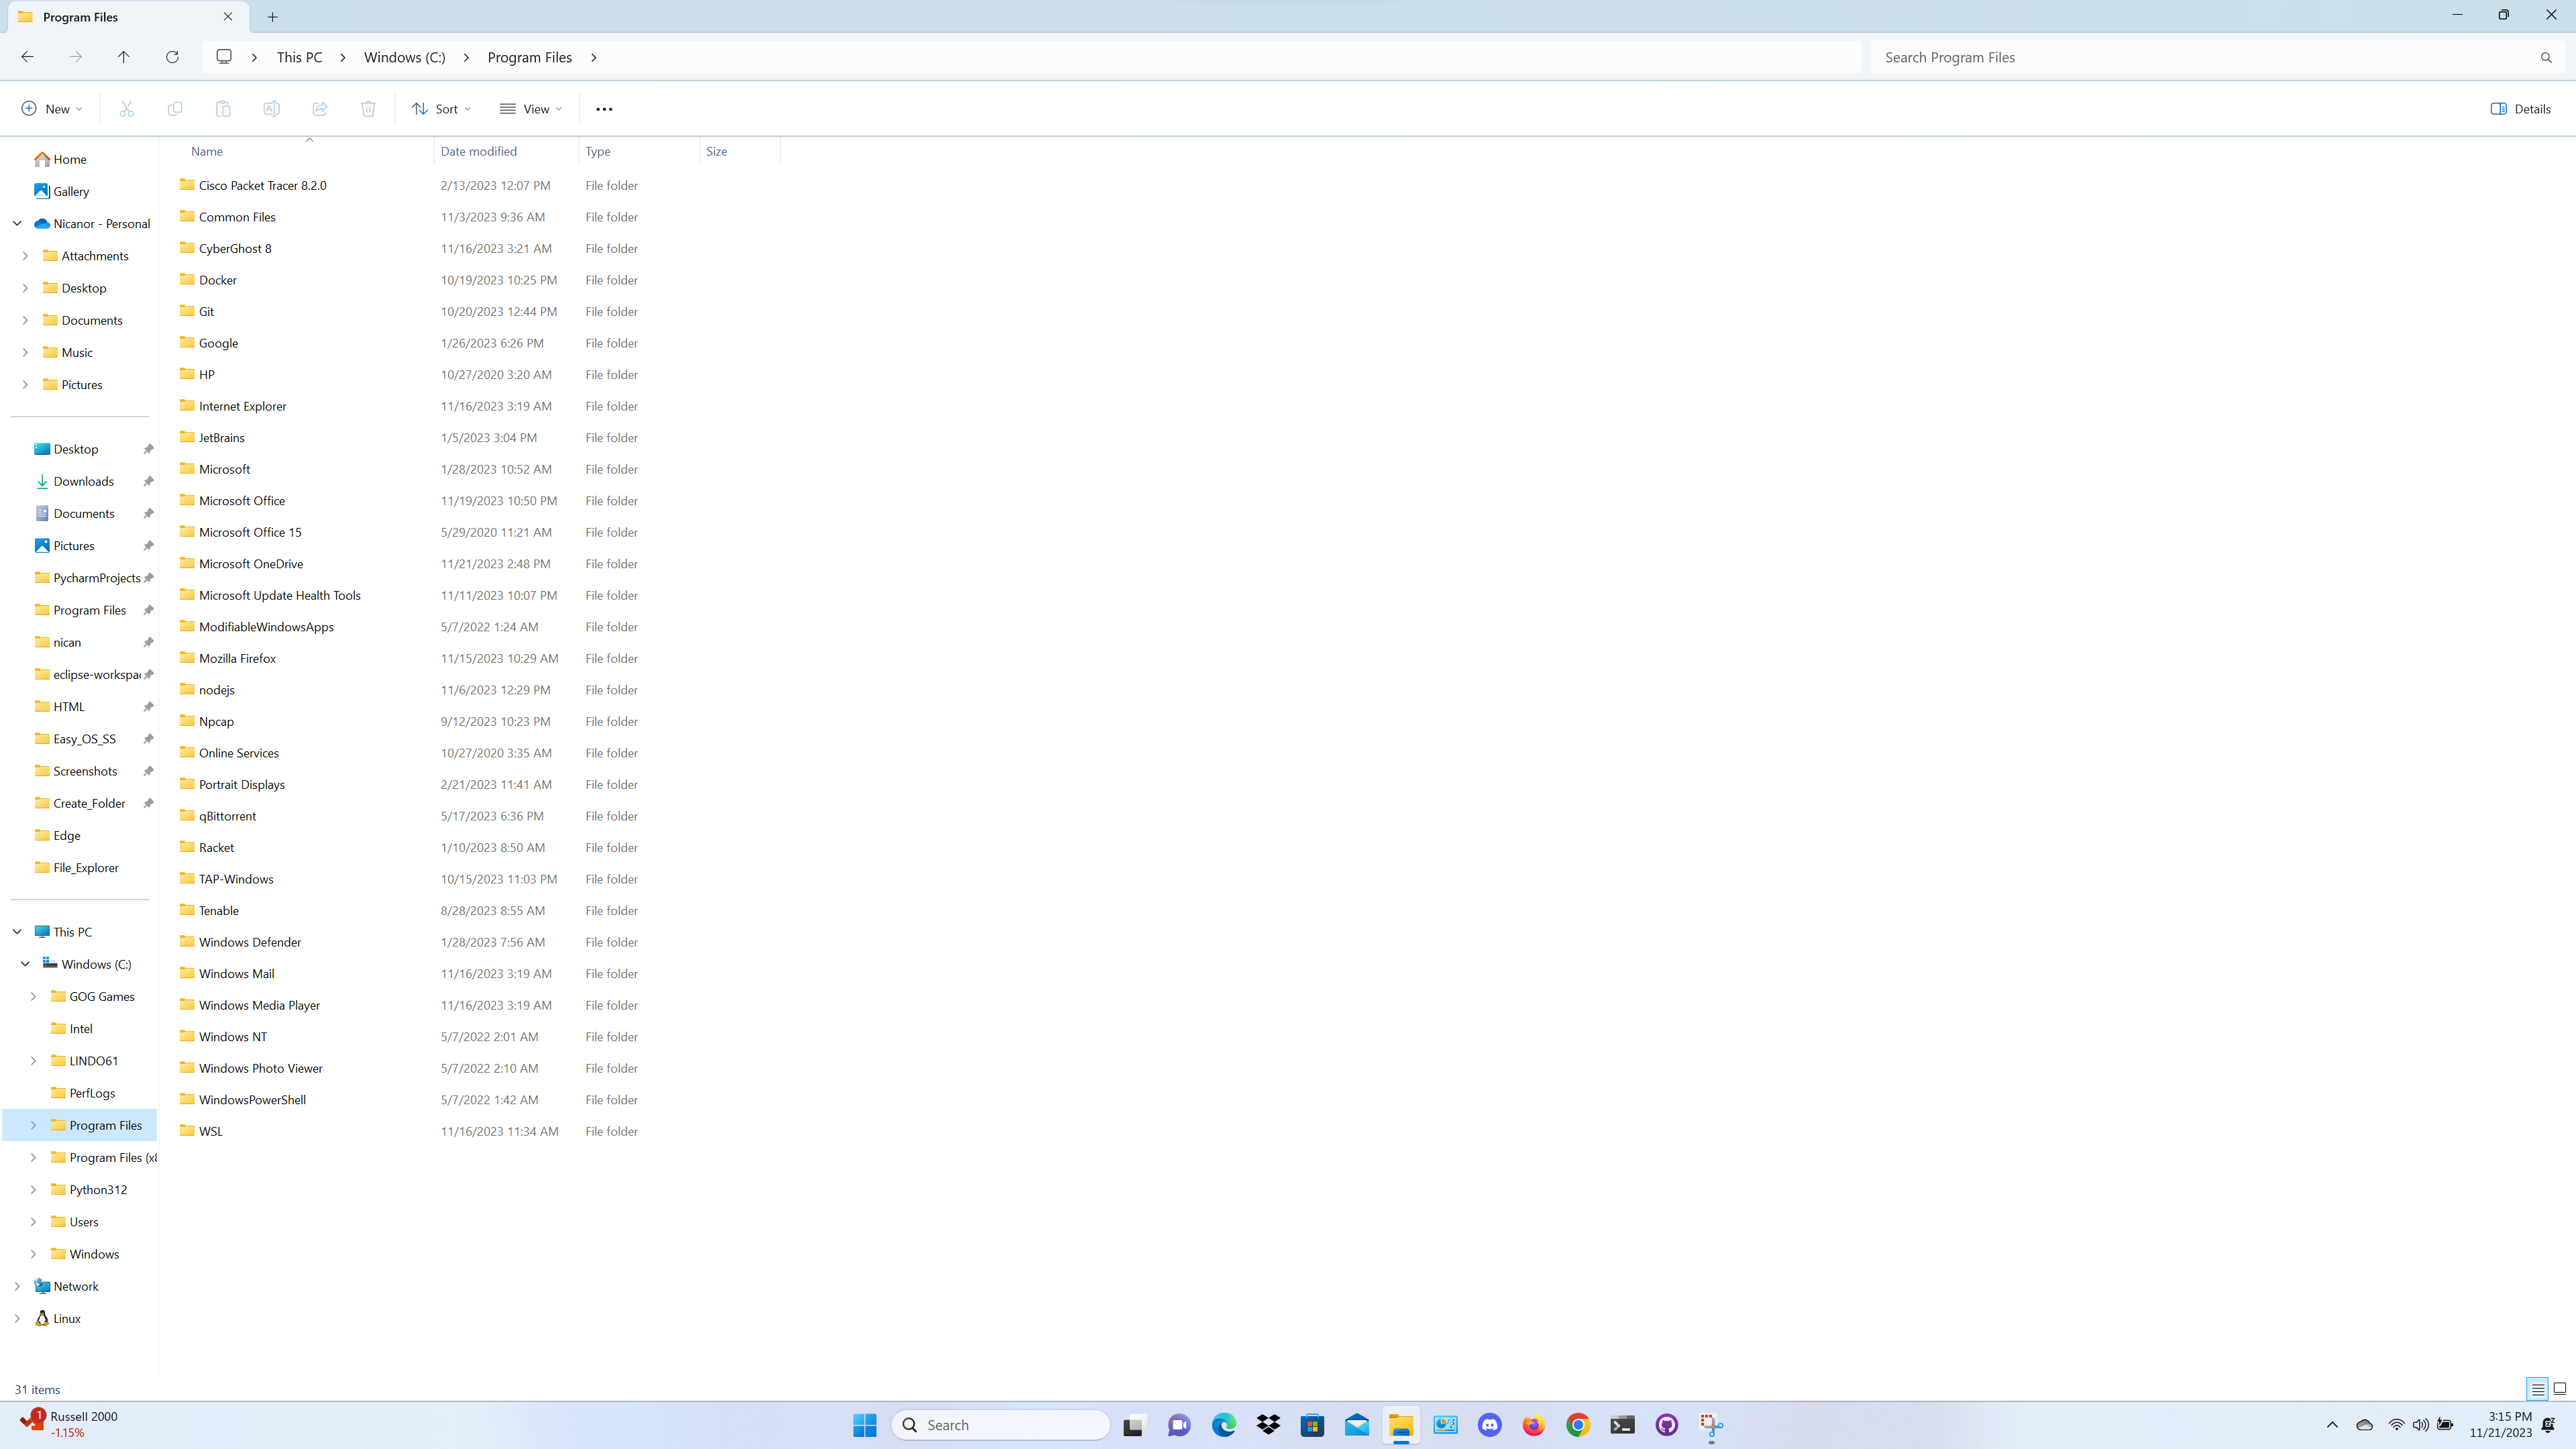 Program Files
This PC Windows (C:) Program Files
Search Program Files
New Sort View Details
Name Date modified Type Size
Home
Gallery
Nicanor - Personal
Attachments
Desktop
Documents
Music
Pictures
Desktop
Downloads
Documents
Pictures
PycharmProjects
Program Files
nican
eclipse-workspac
HTML
Easy_OS_SS
Screenshots
Create_Folder
Edge
File_Explorer
This PC
Windows (C:)
GOG Games
Intel
LINDO61
PerfLogs
Program Files
Program Files (x8
Python312
Users
Windows
Network
Linux
Cisco Packet Tracer 8.2.0 2/13/2023 12:07 PM File folder
Common Files 11/3/2023 9:36 AM File folder
CyberGhost 8 11/16/2023 3:21 AM File folder
Docker 10/19/2023 10:25 PM File folder
Git 10/20/2023 12:44 PM File folder
Google 1/26/2023 6:26 PM File folder
HP 10/27/2020 3:20 AM File folder
Internet Explorer 11/16/2023 3:19 AM File folder
JetBrains 1/5/2023 3:04 PM File folder
Microsoft 1/28/2023 10:52 AM File folder
Microsoft Office 11/19/2023 10:50 PM File folder
Microsoft Office 15 5/29/2020 11:21 AM File folder
Microsoft OneDrive 11/21/2023 2:48 PM File folder
Microsoft Update Health Tools 11/11/2023 10:07 PM File folder
ModifiableWindowsApps 5/7/2022 1:24 AM File folder
Mozilla Firefox 11/15/2023 10:29 AM File folder
nodejs 11/6/2023 12:29 PM File folder
Npcap 9/12/2023 10:23 PM File folder
Online Services 10/27/2020 3:35 AM File folder
Portrait Displays 2/21/2023 11:41 AM File folder
qBittorrent 5/17/2023 6:36 PM File folder
Racket 1/10/2023 8:50 AM File folder
TAP-Windows 10/15/2023 11:03 PM File folder
Tenable 8/28/2023 8:55 AM File folder
Windows Defender 1/28/2023 7:56 AM File folder
Windows Mail 11/16/2023 3:19 AM File folder
Windows Media Player 11/16/2023 3:19 AM File folder
Windows NT 5/7/2022 2:01 AM File folder
Windows Photo Viewer 5/7/2022 2:10 AM File folder
WindowsPowerShell 5/7/2022 1:42 AM File folder
WSL 11/16/2023 11:34 AM File folder
31 items
1
Russell 2000
-1.15%
Search
3:15 PM
11/21/2023